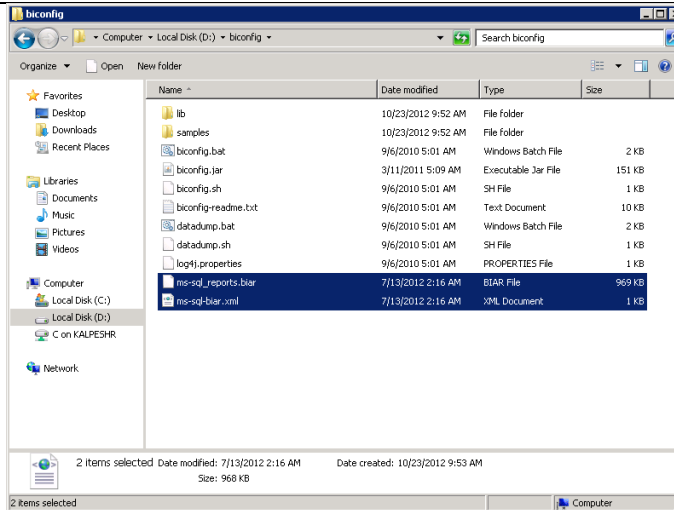 biconfig
Computer Local Disk (D:) biconfig
Search biconfig
Organize Open New folder
Favorites
Desktop
Downloads
Recent Places
Libraries
Documents
Music
Pictures
Videos
Computer
Local Disk (C:)
Local Disk (D:)
C on KALPESHR
Network
Name Date modified Type Size
lib 10/23/2012 9:52 AM File folder
samples 10/23/2012 9:52 AM File folder
biconfig.bat 9/6/2010 5:01 AM Windows Batch File 2 KB
biconfig.jar 3/11/2011 5:09 AM Executable Jar File 151 KB
biconfig.sh 9/6/2010 5:01 AM SH File 1 KB
biconfig-readme.txt 9/6/2010 5:01 AM Text Document 10 KB
datadump.bat 9/6/2010 5:01 AM Windows Batch File 2 KB
datadump.sh 9/6/2010 5:01 AM SH File 1 KB
log4j.properties 9/6/2010 5:01 AM PROPERTIES File 1 KB
ms-sql_reports.biar 7/13/2012 2:16 AM BIAR File 969 KB
ms-sql-biar.xml 7/13/2012 2:16 AM XML Document 1 KB
2 items selected Date modified: 7/13/2012 2:16 AM Date created: 10/23/2012 9:53 AM
Size: 968 KB
2 items selected Computer